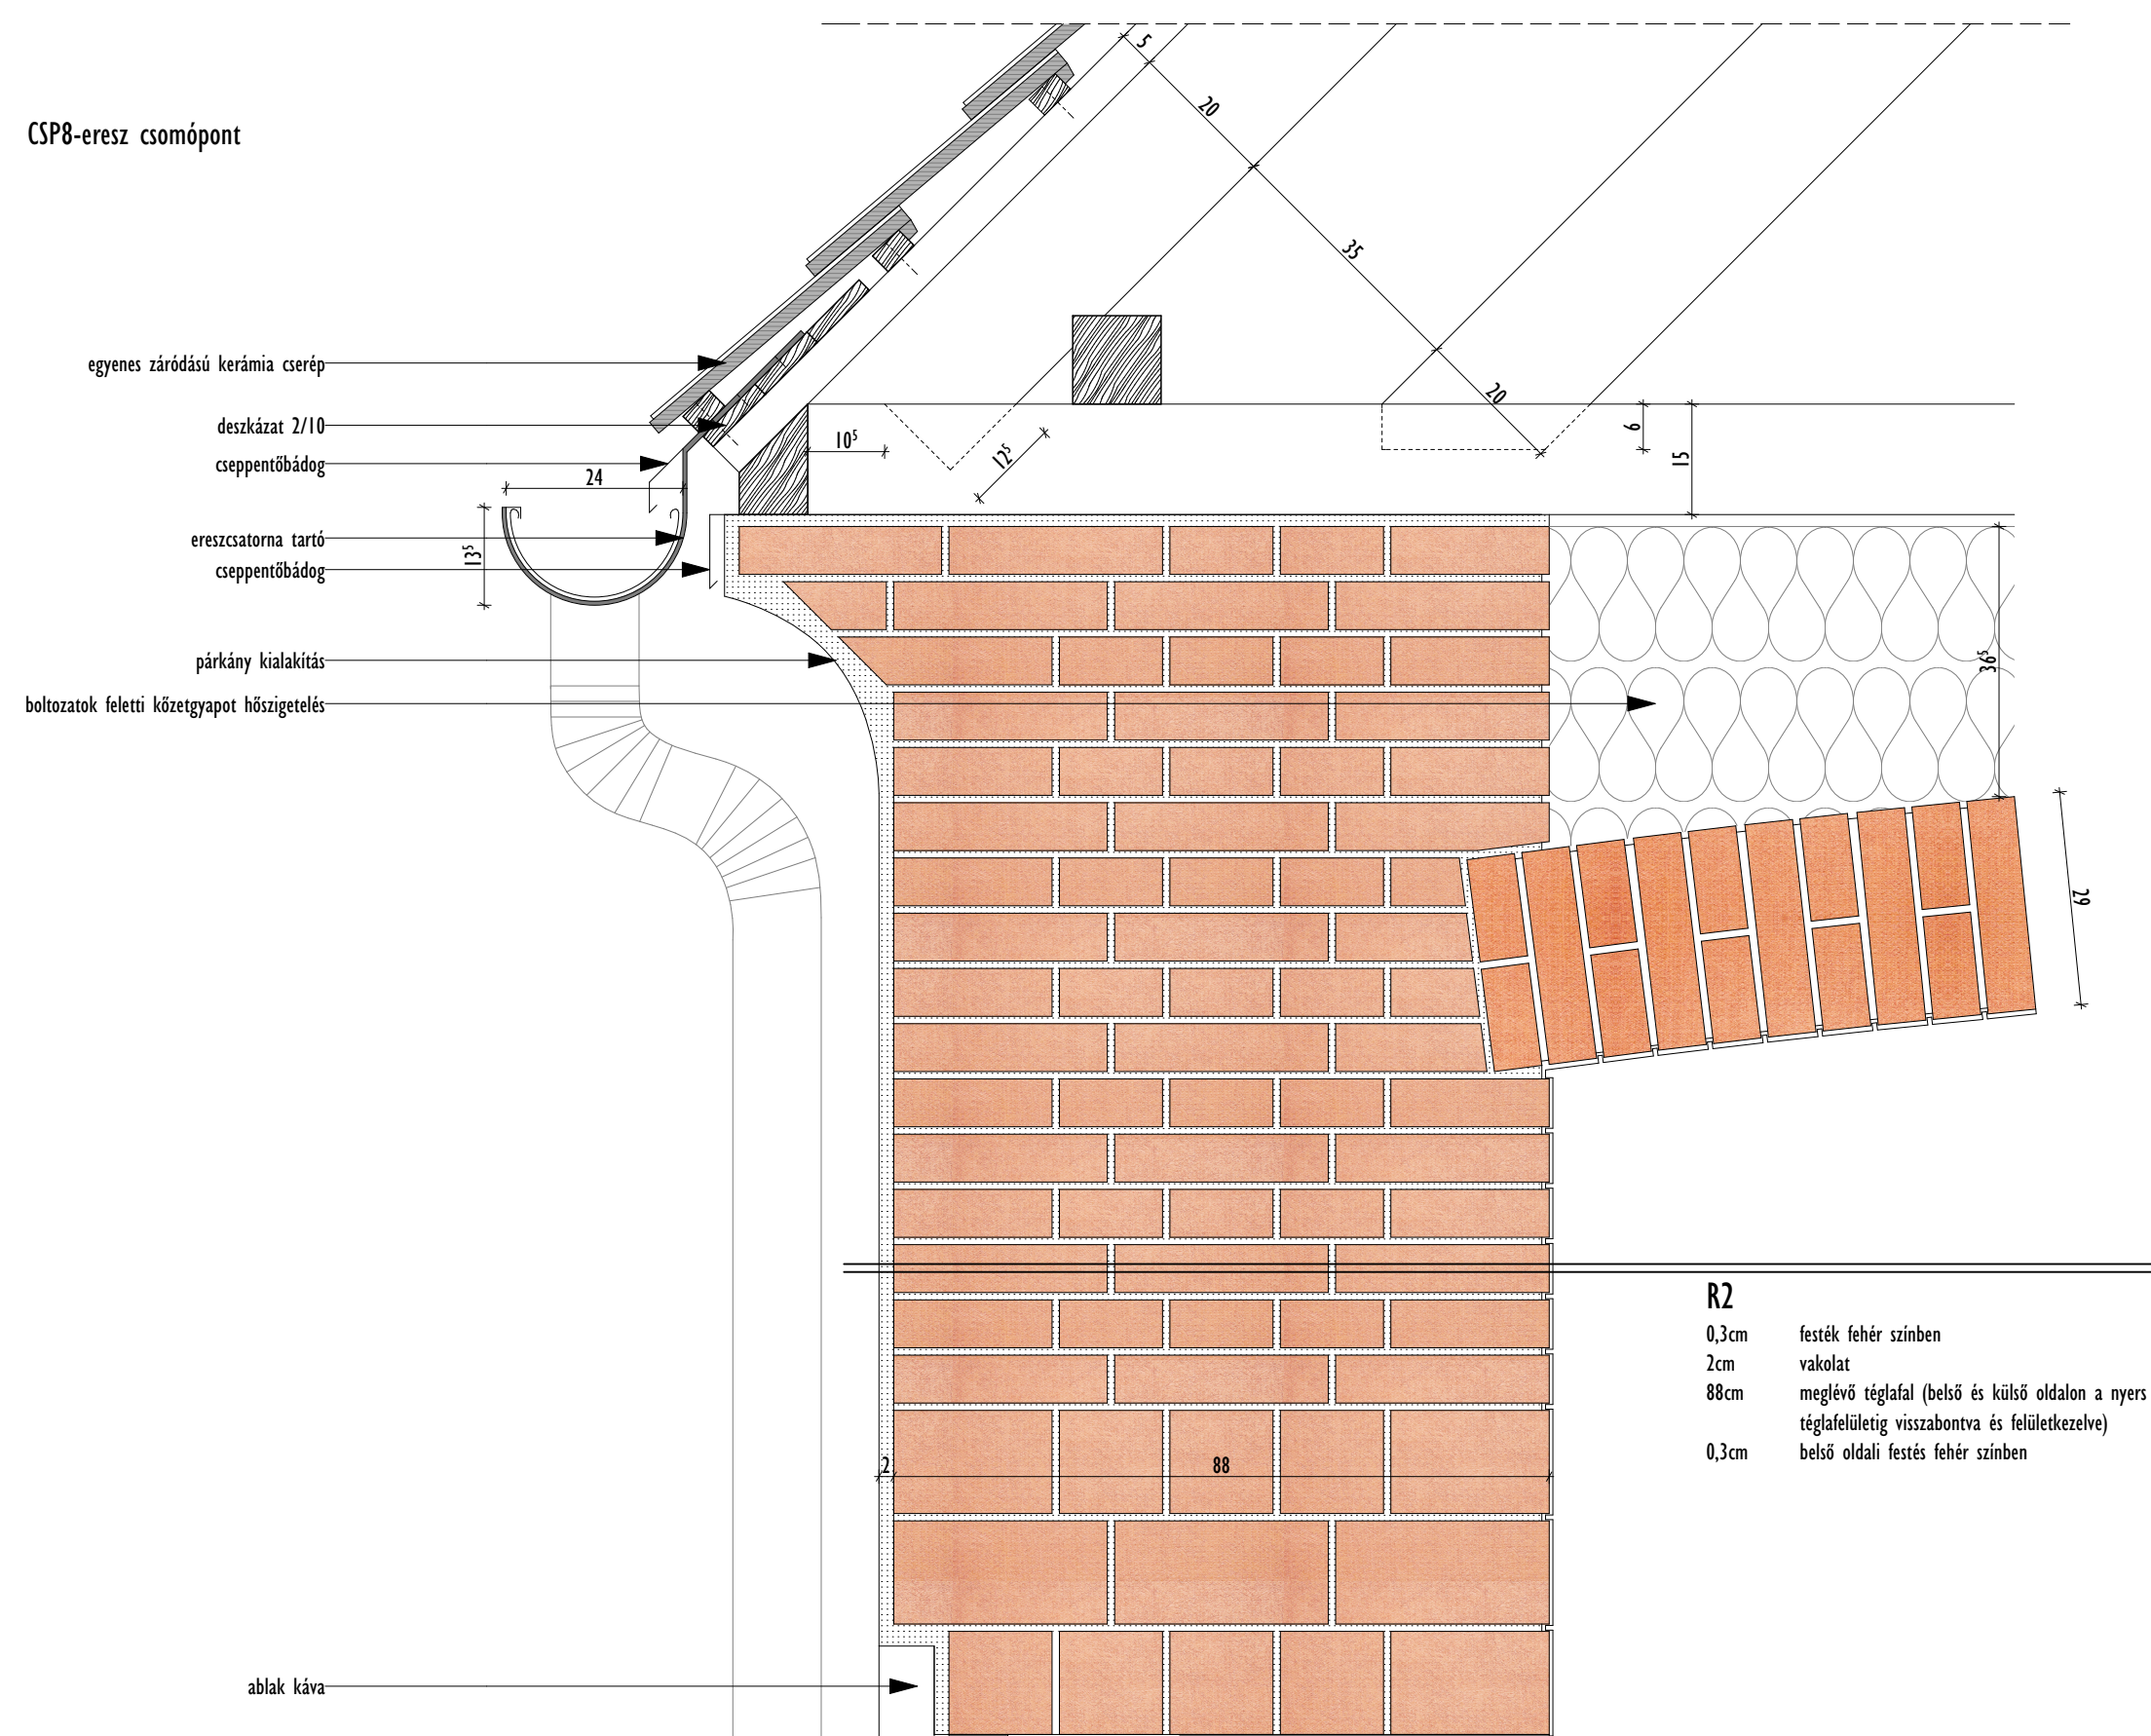 CSP8-eresz csomópont
5
20
35
20
egyenes záródású kerámia cserép
deszkázat 2/10
cseppentőbádog
24
10⁵
12⁵
6
15
ereszcsatorna tartó
13⁵
cseppentőbádog
párkány kialakítás
36⁵
boltozatok feletti kőzetgyapot hőszigetelés
29
R2
0,3cm festék fehér színben
2cm vakolat
88cm meglévő téglafal (belső és külső oldalon a nyers
téglafelületig visszabontva és felületkezelve)
0,3cm belső oldali festés fehér színben
2
88
ablak káva